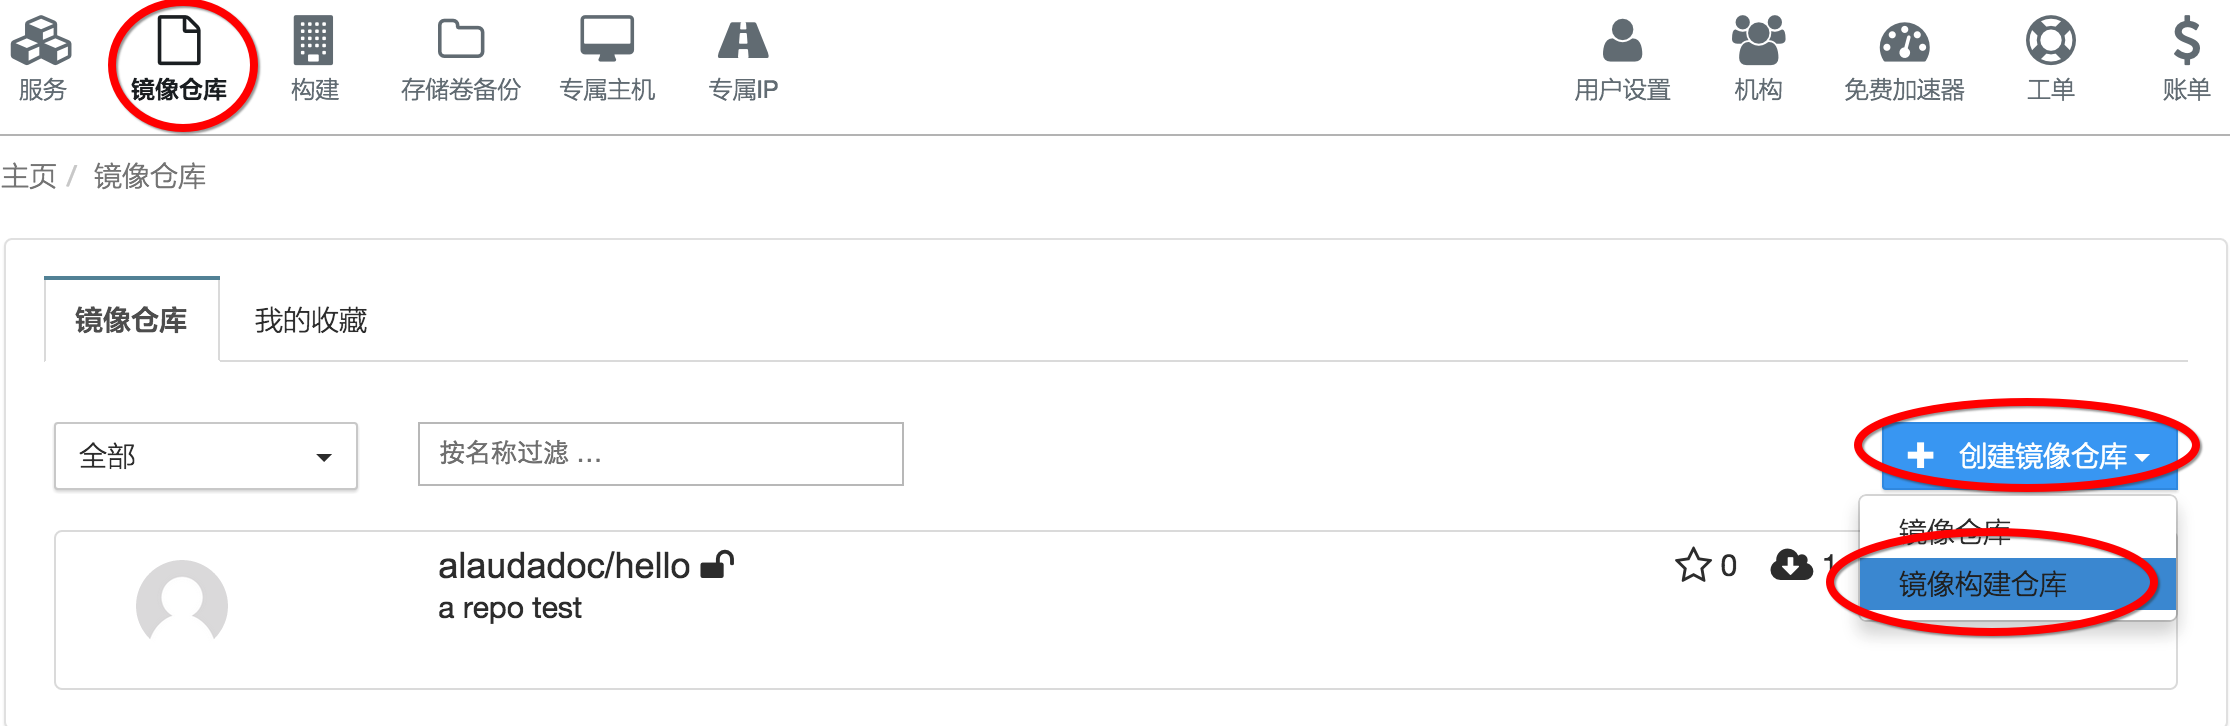 服务 镜像仓库 构建 存储卷备份 专属主机 专属IP 用户设置 机构 免费加速器 工单 账单
主页 / 镜像仓库
镜像仓库 我的收藏
全部 按名称过滤 ... 创建镜像仓库
镜像仓库
alaudadoc/hello 0 1
镜像构建仓库
a repo test